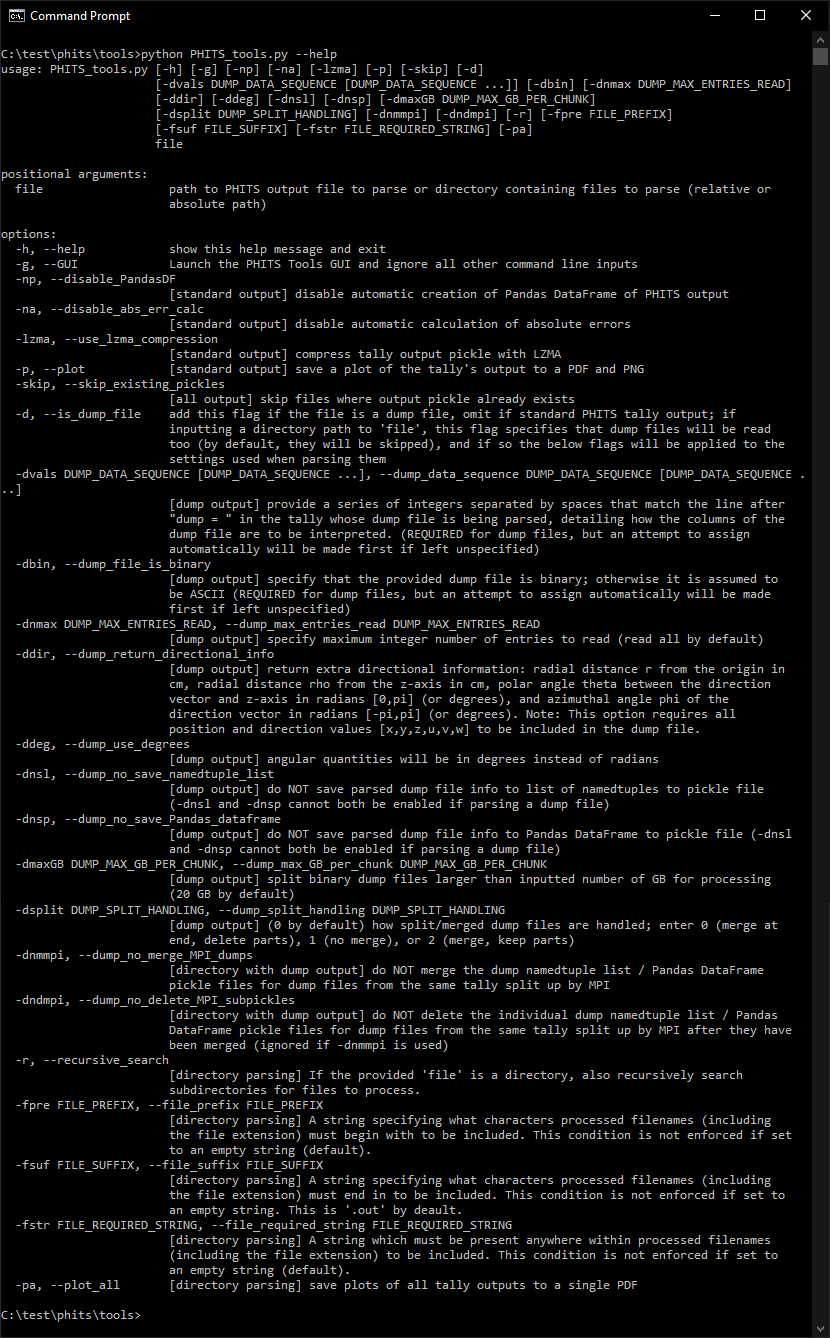 Command Prompt
C:\test\phits\tools>python PHITS_tools.py --help
usage: PHITS_tools.py [-h] [-g] [-np] [-na] [-lzma] [-p] [-skip] [-d]
[-dvals DUMP_DATA_SEQUENCE [DUMP_DATA_SEQUENCE ...]] [-dbin] [-dnmax DUMP_MAX_ENTRIES_READ]
[-ddir] [-ddeg] [-dnsl] [-dnsp] [-dmaxGB DUMP_MAX_GB_PER_CHUNK]
[-dsplit DUMP_SPLIT_HANDLING] [-dnmmpi] [-dndmpi] [-r] [-fpre FILE_PREFIX]
[-fsuf FILE_SUFFIX] [-fstr FILE_REQUIRED_STRING] [-pa]
file
positional arguments:
file path to PHITS output file to parse or directory containing files to parse (relative or
absolute path)
options:
-h, --help show this help message and exit
-g, --GUI Launch the PHITS Tools GUI and ignore all other command line inputs
-np, --disable_PandasDF
[standard output] disable automatic creation of Pandas DataFrame of PHITS output
-na, --disable_abs_err_calc
[standard output] disable automatic calculation of absolute errors
-lzma, --use_lzma_compression
[standard output] compress tally output pickle with LZMA
-p, --plot [standard output] save a plot of the tally's output to a PDF and PNG
-skip, --skip_existing_pickles
[all output] skip files where output pickle already exists
-d, --is_dump_file add this flag if the file is a dump file, omit if standard PHITS tally output; if
inputting a directory path to 'file', this flag specifies that dump files will be read
too (by default, they will be skipped), and if so the below flags will be applied to the
settings used when parsing them
-dvals DUMP_DATA_SEQUENCE [DUMP_DATA_SEQUENCE ...], --dump_data_sequence DUMP_DATA_SEQUENCE [DUMP_DATA_SEQUENCE .
..]
[dump output] provide a series of integers separated by spaces that match the line after
"dump = " in the tally whose dump file is being parsed, detailing how the columns of the
dump file are to be interpreted. (REQUIRED for dump files, but an attempt to assign
automatically will be made first if left unspecified)
-dbin, --dump_file_is_binary
[dump output] specify that the provided dump file is binary; otherwise it is assumed to
be ASCII (REQUIRED for dump files, but an attempt to assign automatically will be made
first if left unspecified)
-dnmax DUMP_MAX_ENTRIES_READ, --dump_max_entries_read DUMP_MAX_ENTRIES_READ
[dump output] specify maximum integer number of entries to read (read all by default)
-ddir, --dump_return_directional_info
[dump output] return extra directional information: radial distance r from the origin in
cm, radial distance rho from the z-axis in cm, polar angle theta between the direction
vector and z-axis in radians [0,pi] (or degrees), and azimuthal angle phi of the
direction vector in radians [-pi,pi] (or degrees). Note: This option requires all
position and direction values [x,y,z,u,v,w] to be included in the dump file.
-ddeg, --dump_use_degrees
[dump output] angular quantities will be in degrees instead of radians
-dnsl, --dump_no_save_namedtuple_list
[dump output] do NOT save parsed dump file info to list of namedtuples to pickle file
(-dnsl and -dnsp cannot both be enabled if parsing a dump file)
-dnsp, --dump_no_save_Pandas_dataframe
[dump output] do NOT save parsed dump file info to Pandas DataFrame to pickle file (-dnsl
and -dnsp cannot both be enabled if parsing a dump file)
-dmaxGB DUMP_MAX_GB_PER_CHUNK, --dump_max_GB_per_chunk DUMP_MAX_GB_PER_CHUNK
[dump output] split binary dump files larger than inputted number of GB for processing
(20 GB by default)
-dsplit DUMP_SPLIT_HANDLING, --dump_split_handling DUMP_SPLIT_HANDLING
[dump output] (0 by default) how split/merged dump files are handled; enter 0 (merge at
end, delete parts), 1 (no merge), or 2 (merge, keep parts)
-dnmmpi, --dump_no_merge_MPI_dumps
[directory with dump output] do NOT merge the dump namedtuple list / Pandas DataFrame
pickle files for dump files from the same tally split up by MPI
-dndmpi, --dump_no_delete_MPI_subpickles
[directory with dump output] do NOT delete the individual dump namedtuple list / Pandas
DataFrame pickle files for dump files from the same tally split up by MPI after they have
been merged (ignored if -dnmmpi is used)
-r, --recursive_search
[directory parsing] If the provided 'file' is a directory, also recursively search
subdirectories for files to process.
-fpre FILE_PREFIX, --file_prefix FILE_PREFIX
[directory parsing] A string specifying what characters processed filenames (including
the file extension) must begin with to be included. This condition is not enforced if set
to an empty string (default).
-fsuf FILE_SUFFIX, --file_suffix FILE_SUFFIX
[directory parsing] A string specifying what characters processed filenames (including
the file extension) must end in to be included. This condition is not enforced if set to
an empty string. This is '.out' by deault.
-fstr FILE_REQUIRED_STRING, --file_required_string FILE_REQUIRED_STRING
[directory parsing] A string which must be present anywhere within processed filenames
(including the file extension) to be included. This condition is not enforced if set to
an empty string (default).
-pa, --plot_all [directory parsing] save plots of all tally outputs to a single PDF
C:\test\phits\tools>